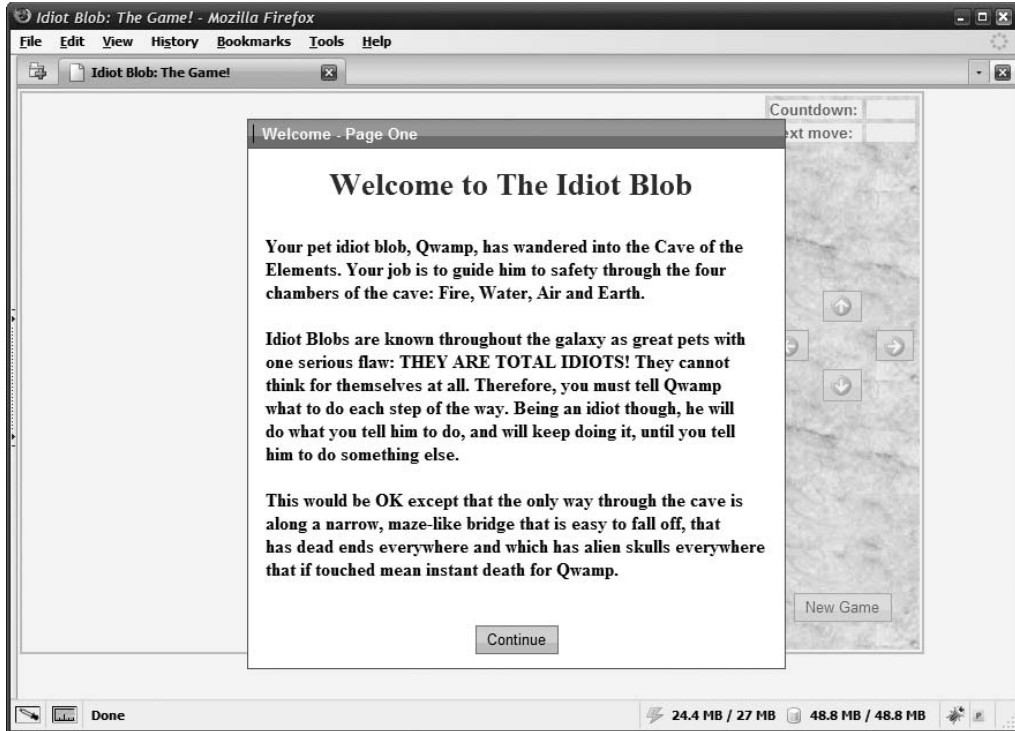 Idiot Blob: The Game! - Mozilla Firefox
File Edit View History Bookmarks Tools Help
Idiot Blob: The Game!
Countdown:
ext move:
Welcome - Page One
Welcome to The Idiot Blob
Your pet idiot blob, Qwamp, has wandered into the Cave of the
Elements. Your job is to guide him to safety through the four
chambers of the cave: Fire, Water, Air and Earth.
Idiot Blobs are known throughout the galaxy as great pets with
one serious flaw: THEY ARE TOTAL IDIOTS! They cannot
think for themselves at all. Therefore, you must tell Qwamp
what to do each step of the way. Being an idiot though, he will
do what you tell him to do, and will keep doing it, until you tell
him to do something else.
This would be OK except that the only way through the cave is
along a narrow, maze-like bridge that is easy to fall off, that
has dead ends everywhere and which has alien skulls everywhere
that if touched mean instant death for Qwamp.
New Game
Continue
Done 24.4 MB / 27 MB 48.8 MB / 48.8 MB